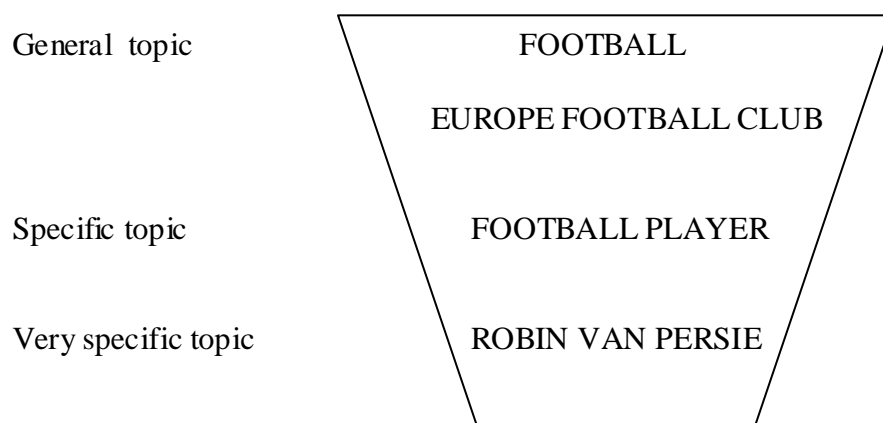 General topic FOOTBALL
EUROPE FOOTBALL CLUB
Specific topic FOOTBALL PLAYER
Very specific topic ROBIN VAN PERSIE